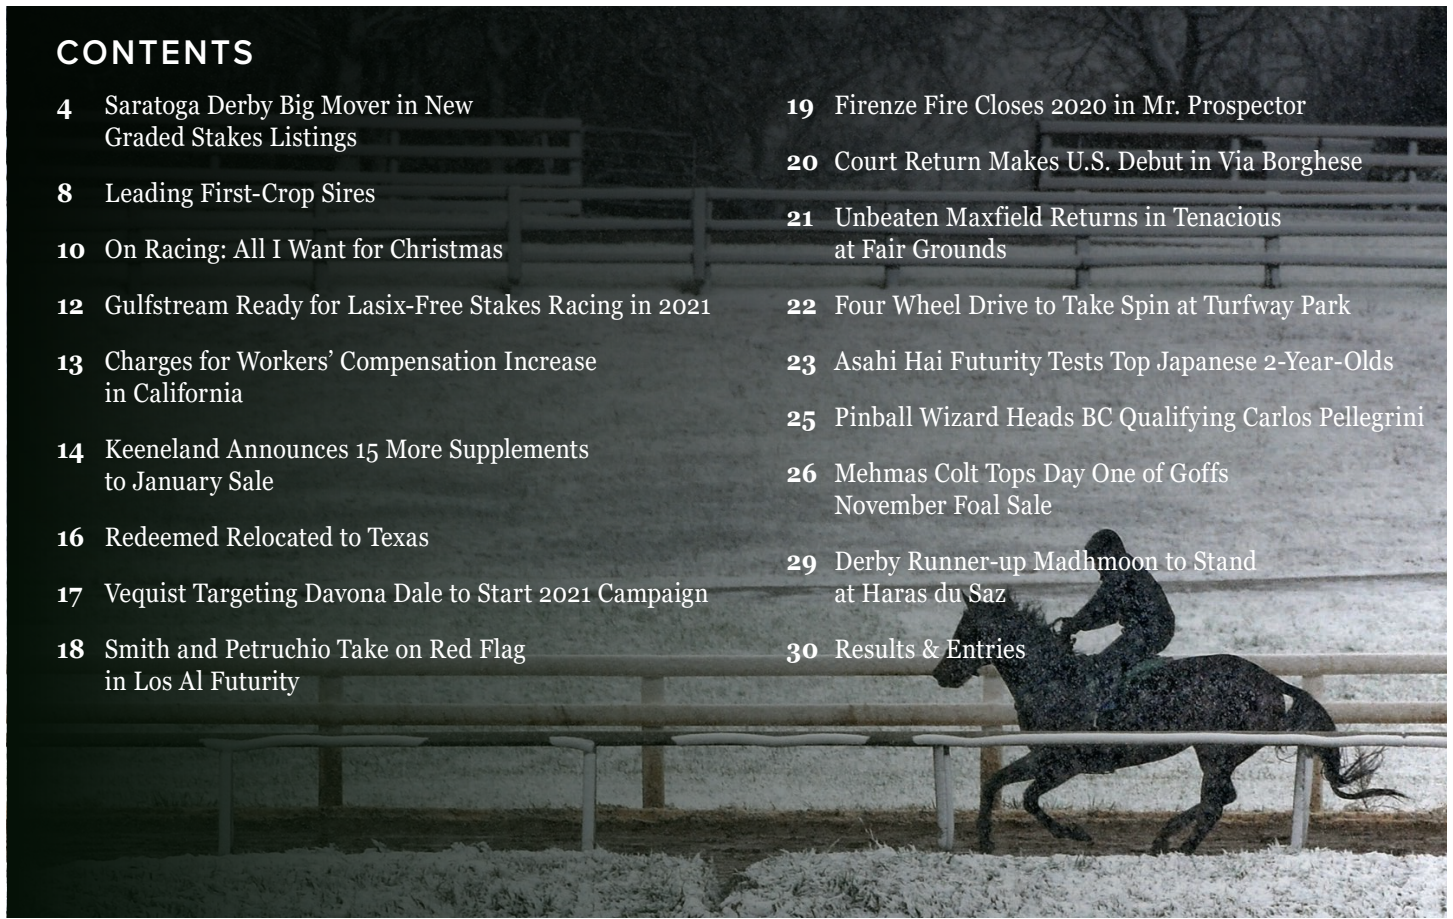 CONTENTS
4 Saratoga Derby Big Mover in New
Graded Stakes Listings
8 Leading First-Crop Sires
10 On Racing: All I Want for Christmas
12 Gulfstream Ready for Lasix-Free Stakes Racing in 2021
13 Charges for Workers’ Compensation Increase
in California
14 Keeneland Announces 15 More Supplements
to January Sale
16 Redeemed Relocated to Texas
17 Vequist Targeting Davona Dale to Start 2021 Campaign
18 Smith and Petruchio Take on Red Flag
in Los Al Futurity
19 Firenze Fire Closes 2020 in Mr. Prospector
20 Court Return Makes U.S. Debut in Via Borghese
21 Unbeaten Maxfield Returns in Tenacious
at Fair Grounds
22 Four Wheel Drive to Take Spin at Turfway Park
23 Asahi Hai Futurity Tests Top Japanese 2-Year-Olds
25 Pinball Wizard Heads BC Qualifying Carlos Pellegrini
26 Mehmas Colt Tops Day One of Goffs
November Foal Sale
29 Derby Runner-up Madhmoon to Stand
at Haras du Saz
30 Results & Entries